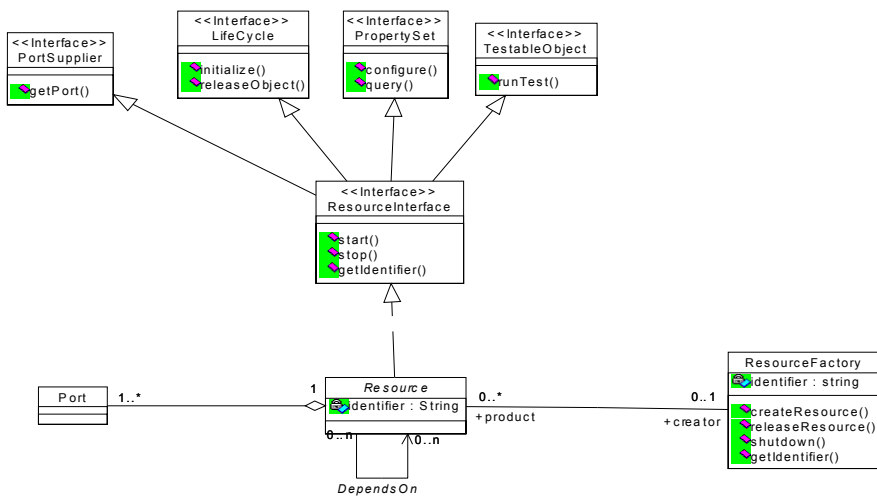 <<Interface>>
PortSupplier
getPort()
<<Interface>>
LifeCycle
initialize()
releaseObject()
<<Interface>>
PropertySet
configure()
query()
<<Interface>>
TestableObject
runTest()
<<Interface>>
ResourceInterface
start()
stop()
getIdentifier()
Port
1..*
1
Resource
identifier : String
0..n
0..n
DependsOn
0..*
+product
0..1
+creator
ResourceFactory
identifier : string
createResource()
releaseResource()
shutdown()
getIdentifier()